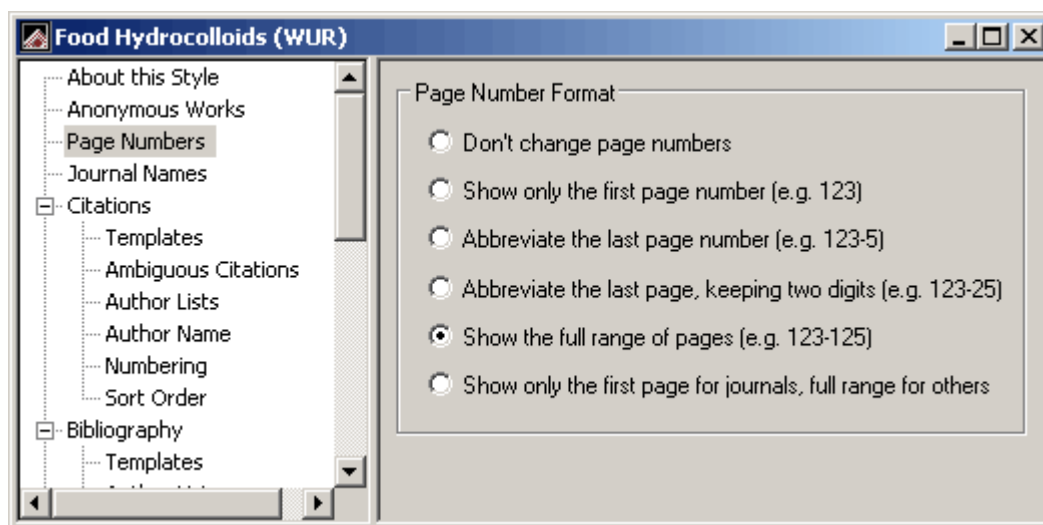 Food Hydrocolloids (WUR)
About this Style
Anonymous Works
Page Numbers
Journal Names
Citations
Templates
Ambiguous Citations
Author Lists
Author Name
Numbering
Sort Order
Bibliography
Templates
Page Number Format
Don't change page numbers
Show only the first page number (e.g. 123)
Abbreviate the last page number (e.g. 123-5)
Abbreviate the last page, keeping two digits (e.g. 123-25)
Show the full range of pages (e.g. 123-125)
Show only the first page for journals, full range for others